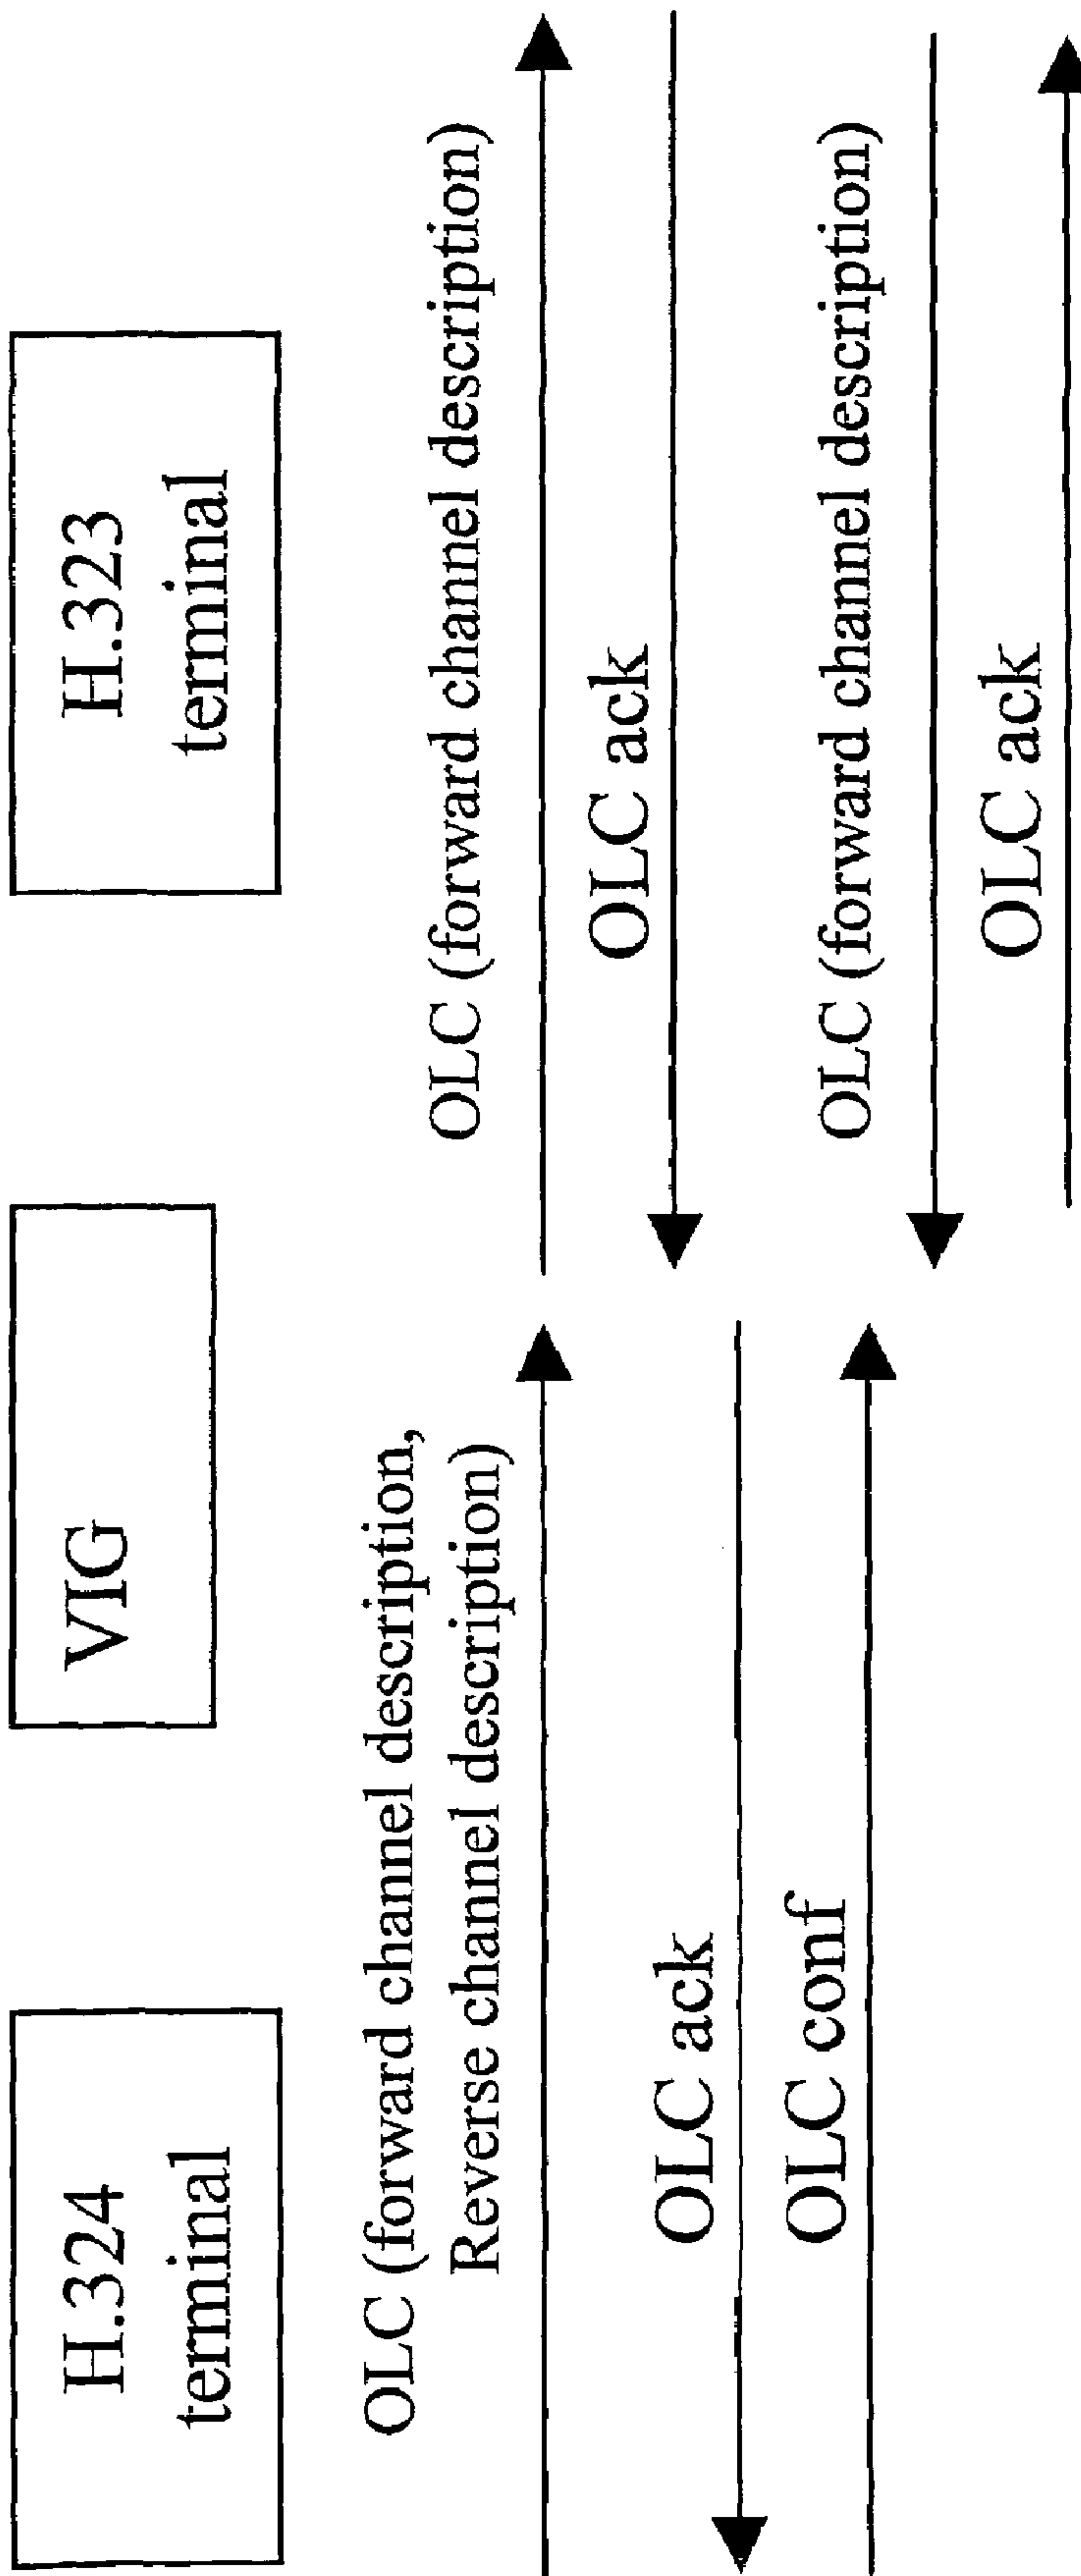 H.324
terminal
VIG
H.323
terminal
OLC (forward channel description,
Reverse channel description)
OLC (forward channel description)
OLC ack
OLC ack
OLC conf
OLC (forward channel description)
OLC ack